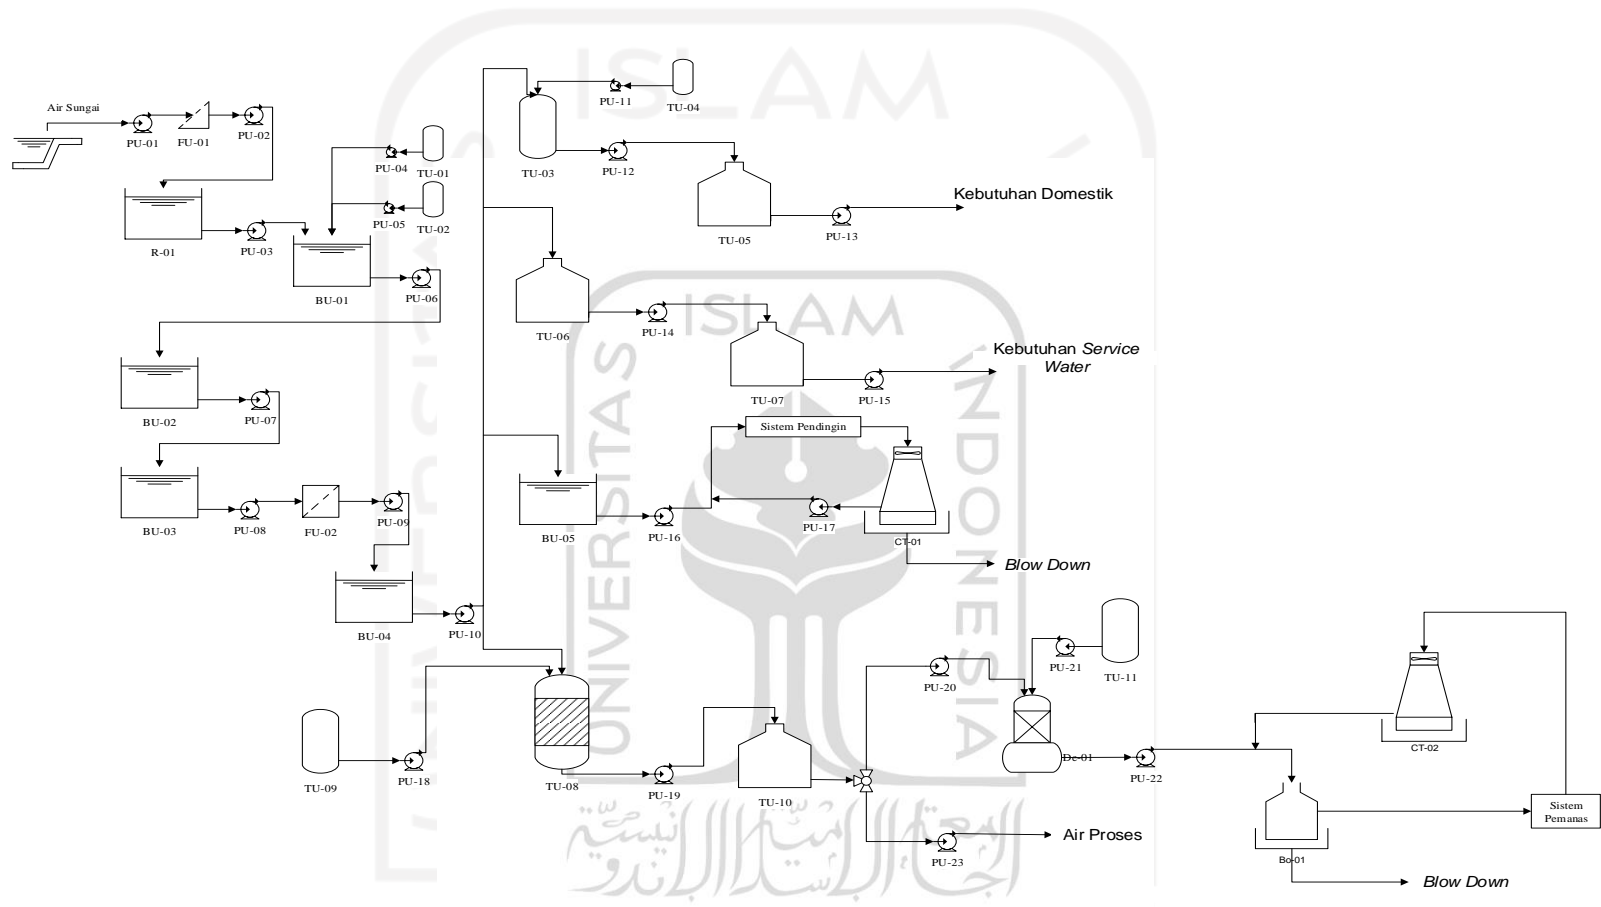 ISLAM
Air Sungai
PU-01
FU-01
PU-02
PU-04
TU-01
PU-05
TU-02
R-01
PU-03
BU-01
PU-06
BU-02
PU-07
BU-03
PU-08
FU-02
PU-09
BU-04
PU-10
PU-11
TU-04
TU-03
PU-12
TU-05
PU-13
Kebutuhan Domestik
TU-06
PU-14
TU-07
PU-15
Kebutuhan Service
Water
Sistem Pendingin
BU-05
PU-16
PU-17
CT-01
Blow Down
TU-09
PU-18
TU-08
PU-19
TU-10
PU-20
PU-21
TU-11
De-01
PU-22
PU-23
Air Proses
CT-02
Sistem
Pemanas
Bo-01
Blow Down
ISLAM
UNIVERSITAS
INDONESIA